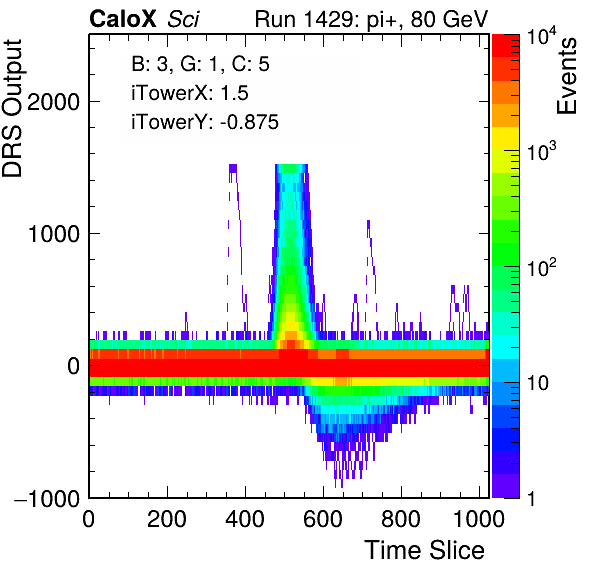 CaloX Sci Run 1429: pi+, 80 GeV
B: 3, G: 1, C: 5
iTowerX: 1.5
iTowerY: -0.875
DRS Output
2000
1000
0
−1000
0 200 400 600 800 1000
Time Slice
Events
10^4
10^3
10^2
10
1